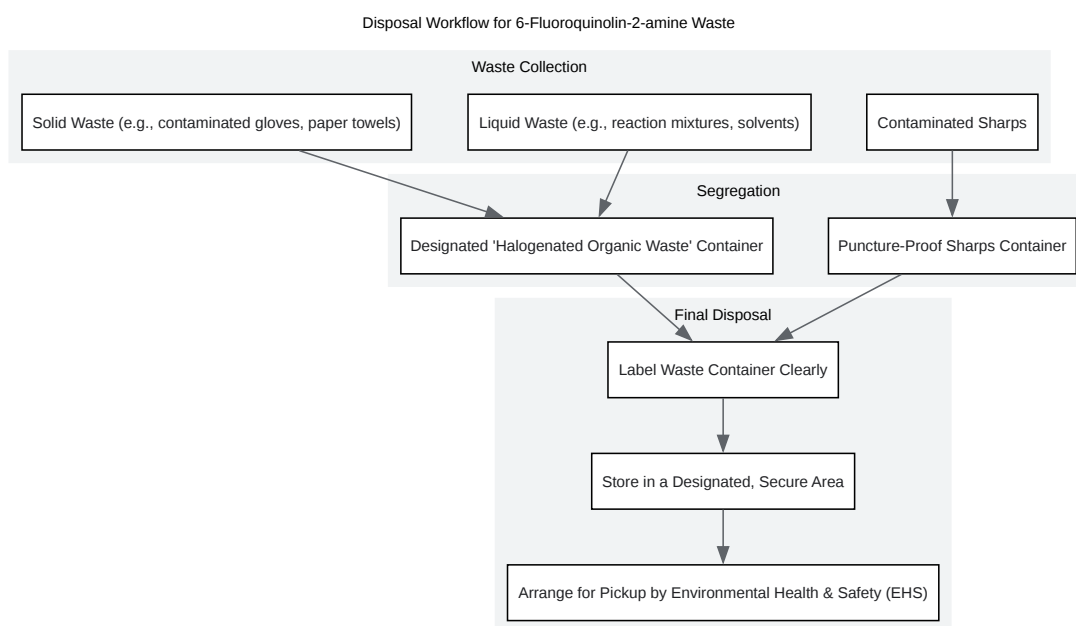 Disposal Workflow for 6-Fluoroquinolin-2-amine Waste
Waste Collection
Solid Waste (e.g., contaminated gloves, paper towels)
Liquid Waste (e.g., reaction mixtures, solvents)
Contaminated Sharps
Segregation
Designated 'Halogenated Organic Waste' Container
Puncture-Proof Sharps Container
Final Disposal
Label Waste Container Clearly
Store in a Designated, Secure Area
Arrange for Pickup by Environmental Health & Safety (EHS)